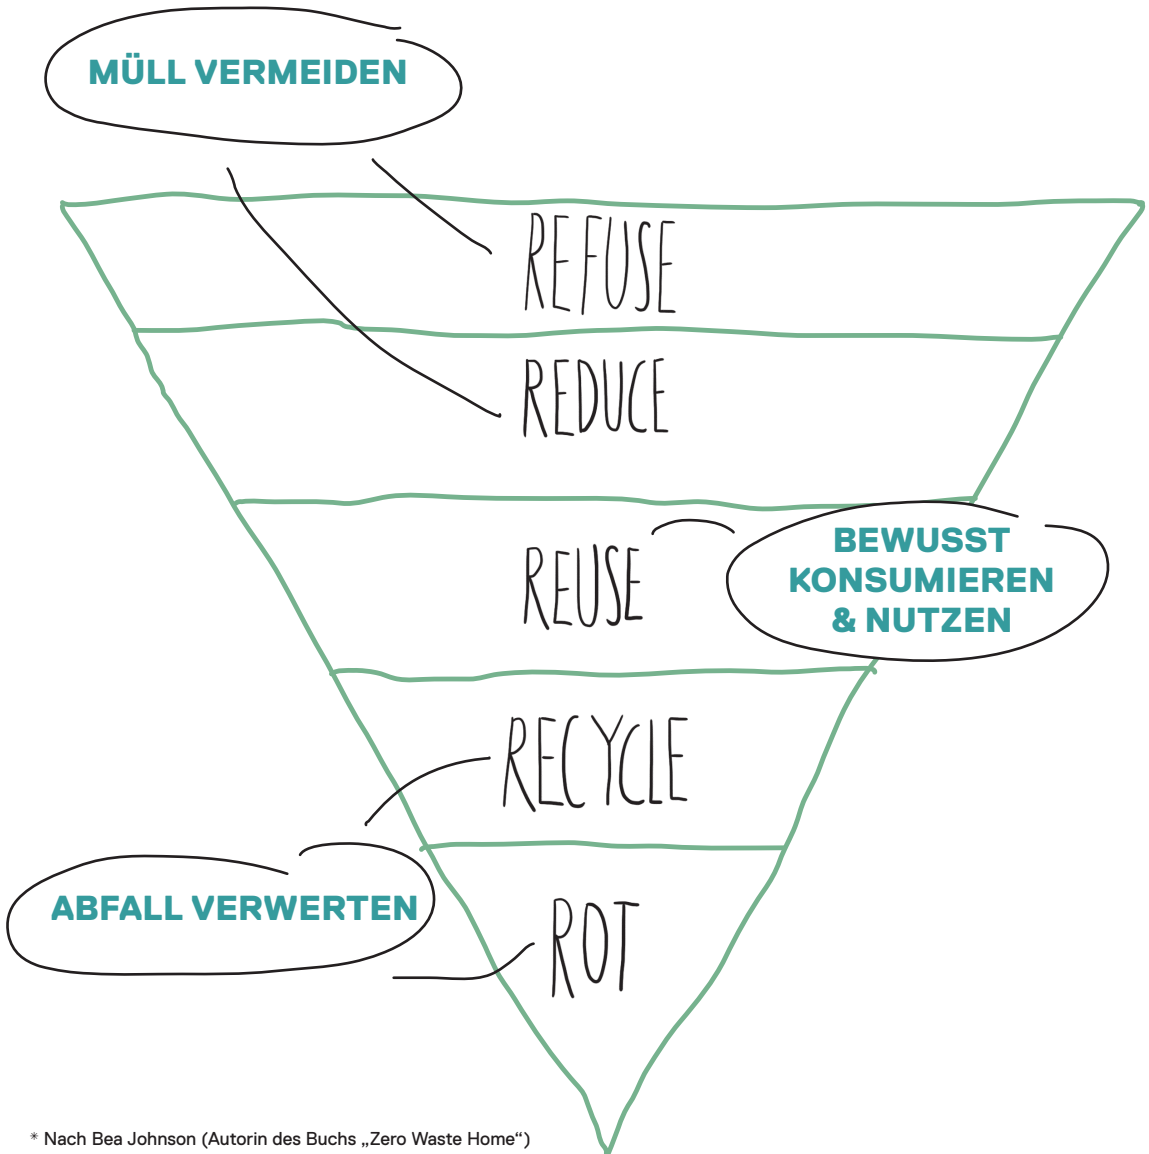 MÜLL VERMEIDEN
REFUSE
REDUCE
REUSE
BEWUSST
KONSUMIEREN
& NUTZEN
RECYCLE
ABFALL VERWERTEN
ROT
* Nach Bea Johnson (Autorin des Buchs „Zero Waste Home“)